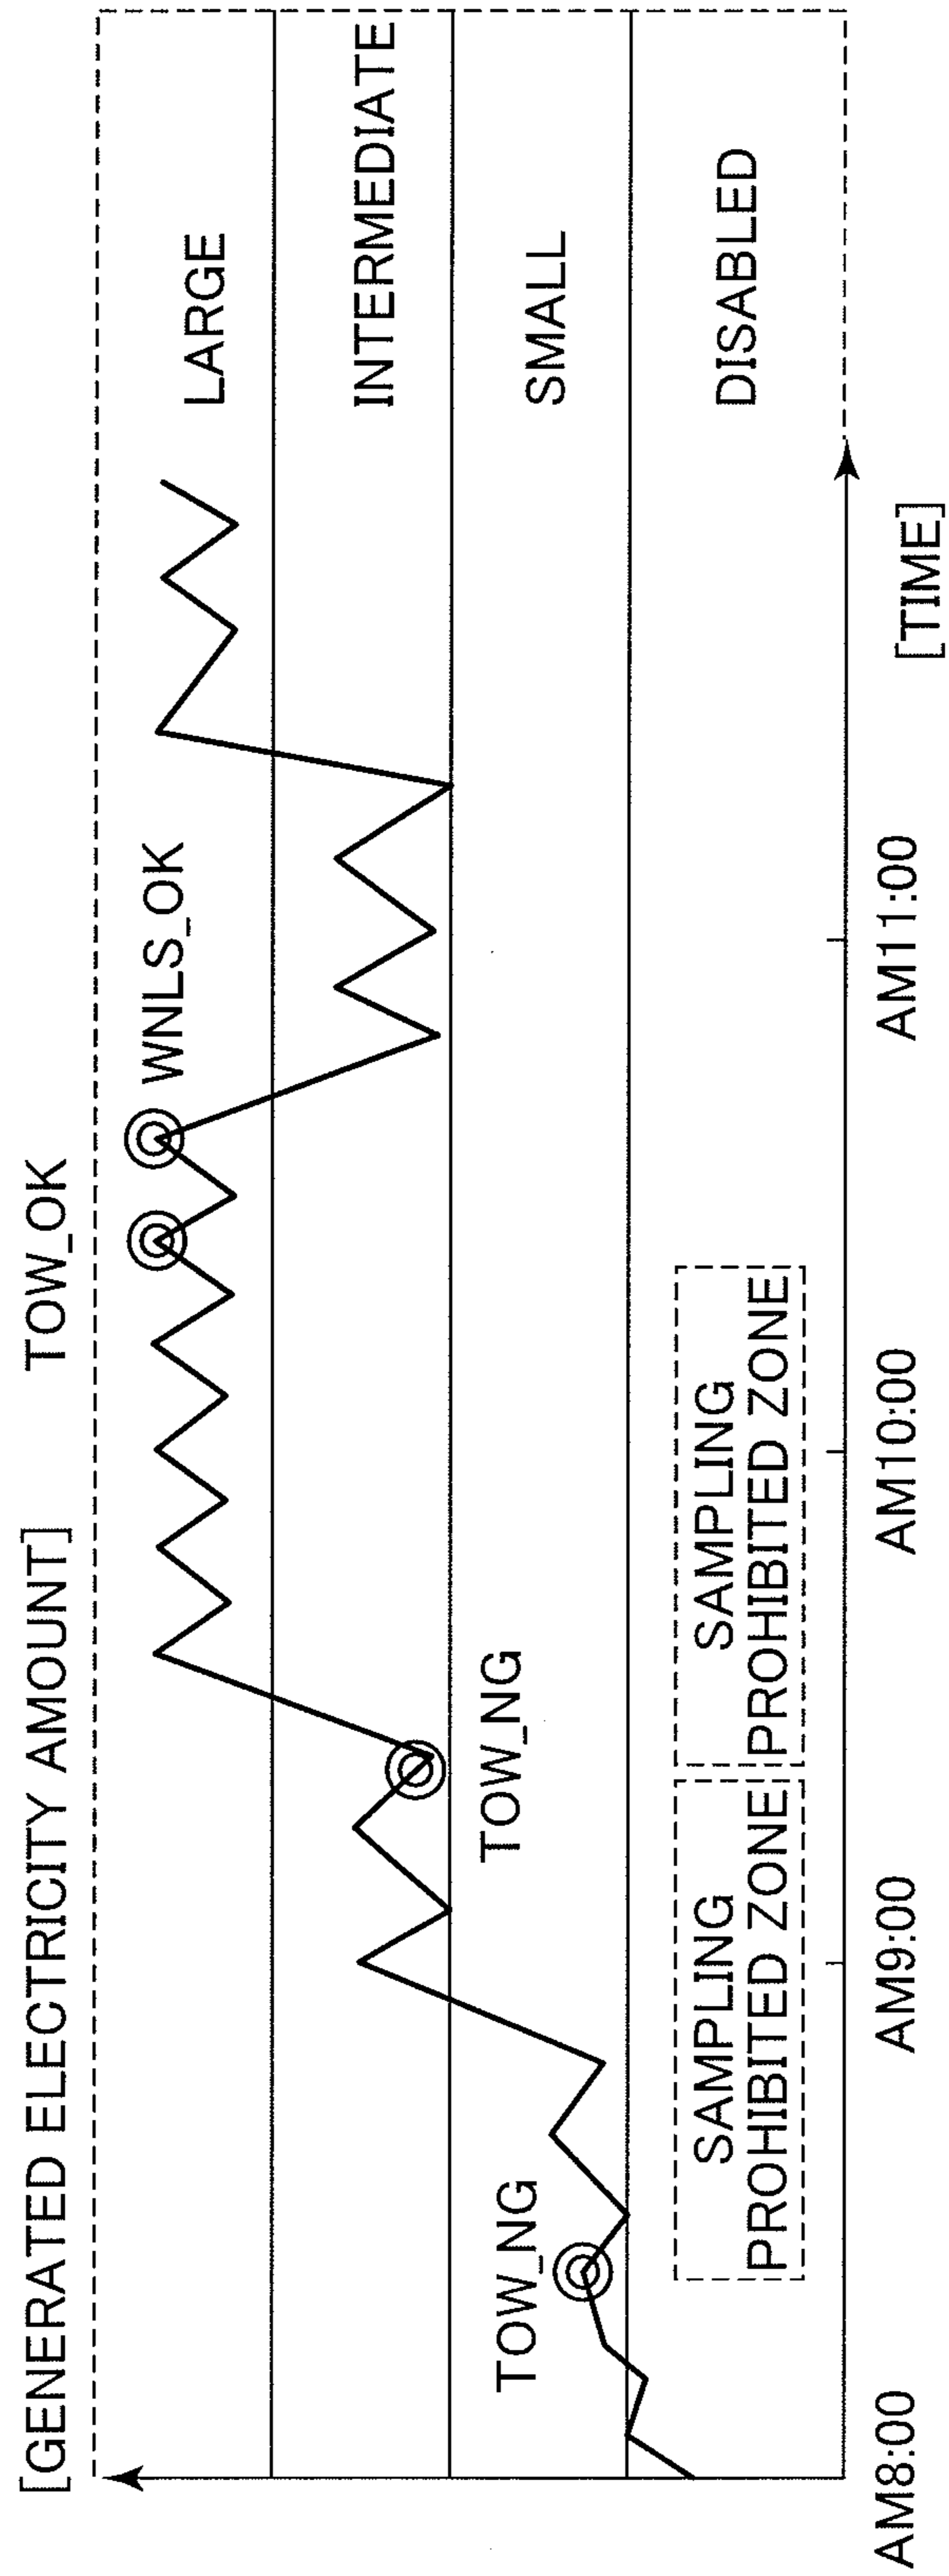 [GENERATED ELECTRICITY AMOUNT]
TOW_OK
WNLS_OK
LARGE
INTERMEDIATE
TOW_NG
TOW_NG
SMALL
SAMPLING
PROHIBITED ZONE
SAMPLING
PROHIBITED ZONE
DISABLED
AM8:00
AM9:00
AM10:00
AM11:00
[TIME]